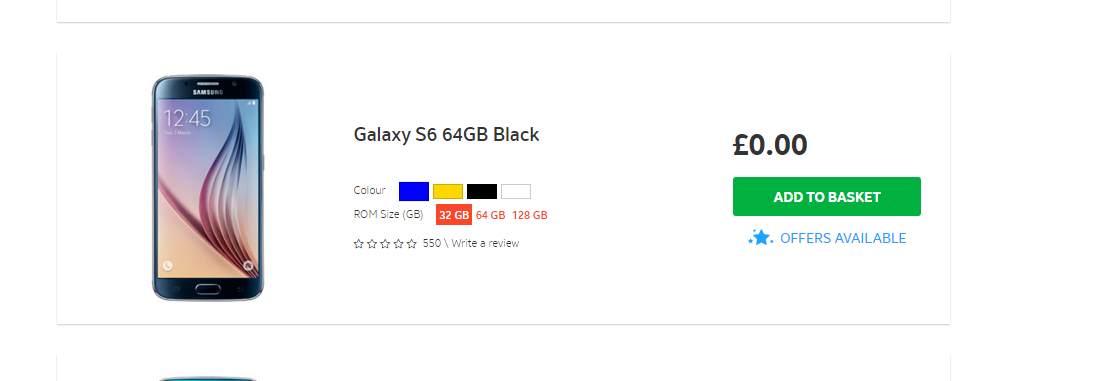 SAMSUNG
12:45
Galaxy S6 64GB Black
£0.00
Colour
ADD TO BASKET
ROM Size (GB) 32 GB 64 GB 128 GB
OFFERS AVAILABLE
550 \ Write a review